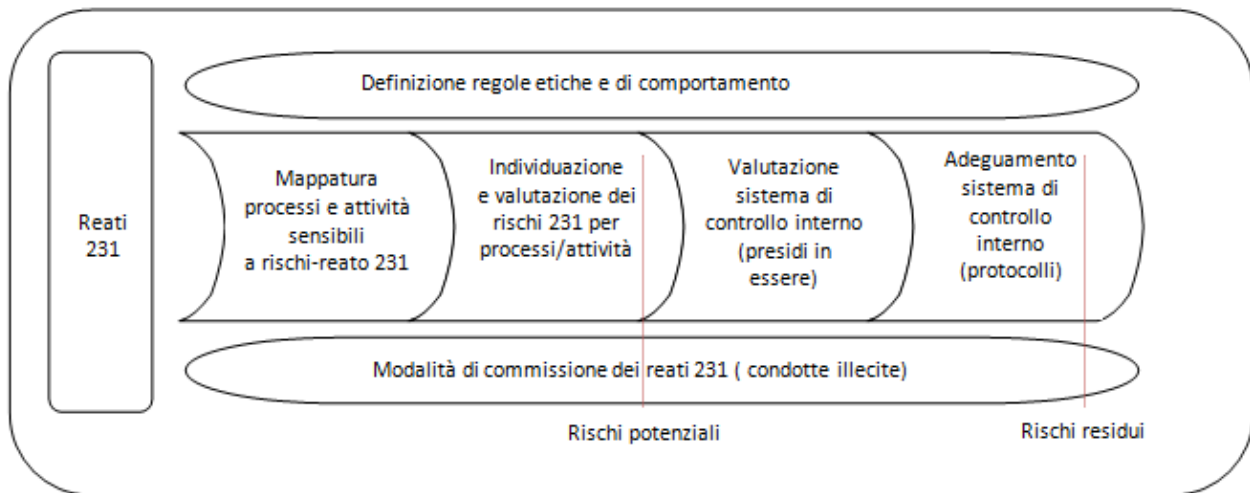 Definizione regole etiche e di comportamento
Reati
231
Mappatura
processi e attività
sensibili
a rischi-reato 231
Individuazione
e valutazione dei
rischi 231 per
processi/attività
Valutazione
sistema di
controllo interno
(presidi in
essere)
Adeguamento
sistema di
controllo
interno
(protocolli)
Modalità di commissione dei reati 231 ( condotte illecite)
Rischi potenziali
Rischi residui